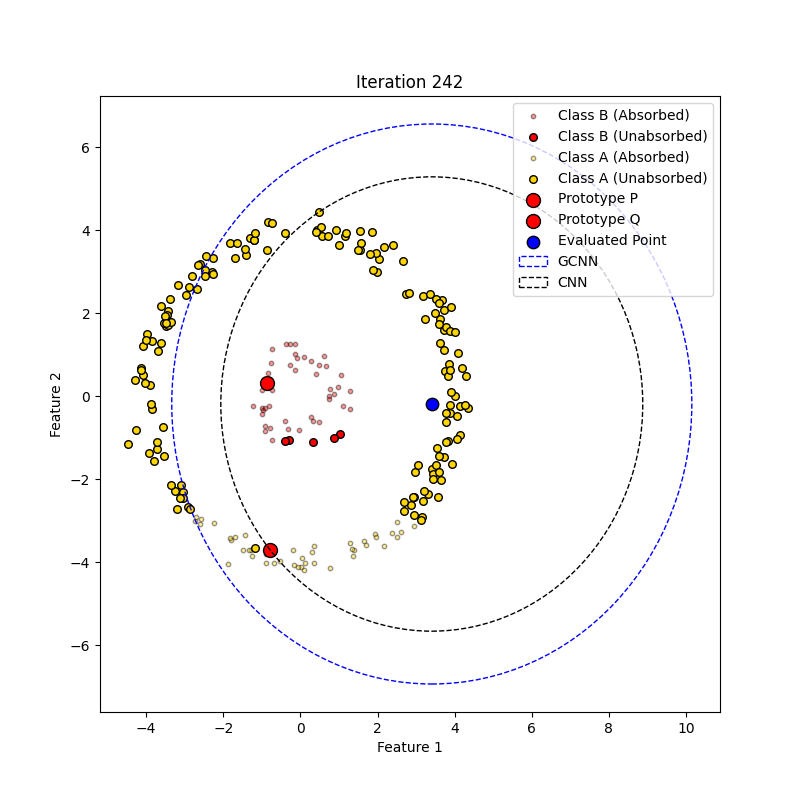 Iteration 242
Class B (Absorbed)
Class B (Unabsorbed)
Class A (Absorbed)
Class A (Unabsorbed)
Prototype P
Prototype Q
Evaluated Point
GCNN
CNN
6
4
2
0
−2
−4
−6
Feature 2
−4 −2 0 2 4 6 8 10
Feature 1